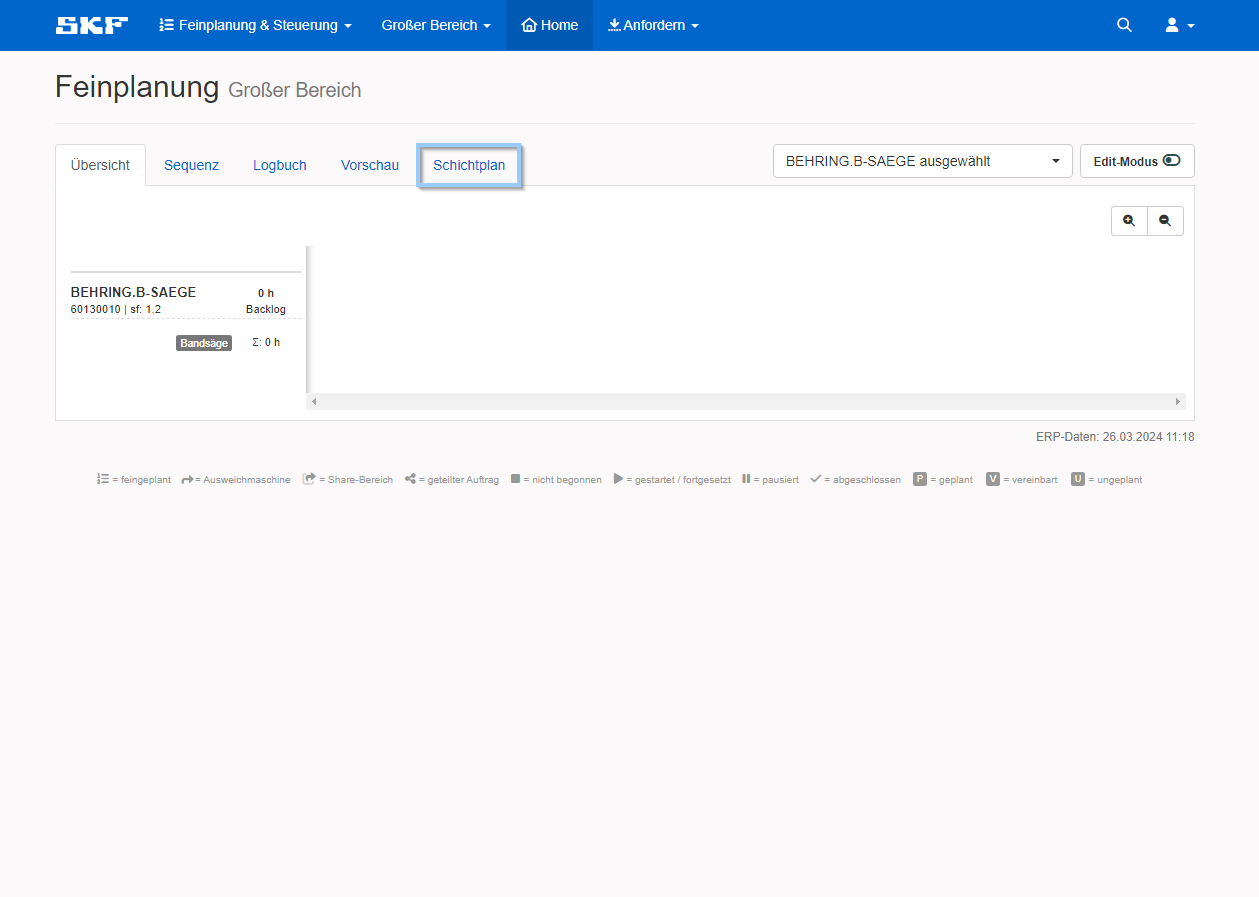 SKF Feinplanung & Steuerung Großer Bereich Home Anfordern
Feinplanung Großer Bereich
Übersicht Sequenz Logbuch Vorschau Schichtplan BEHRING.B-SAEGE ausgewählt Edit-Modus
BEHRING.B-SAEGE 0 h
60130010 | sf: 1.2 Backlog
Bandsäge Σ: 0 h
ERP-Daten: 26.03.2024 11:18
= feingeplant = Ausweichmaschine = Share-Bereich = geteilter Auftrag = nicht begonnen = gestartet / fortgesetzt = pausiert = abgeschlossen P = geplant V = vereinbart U = ungeplant